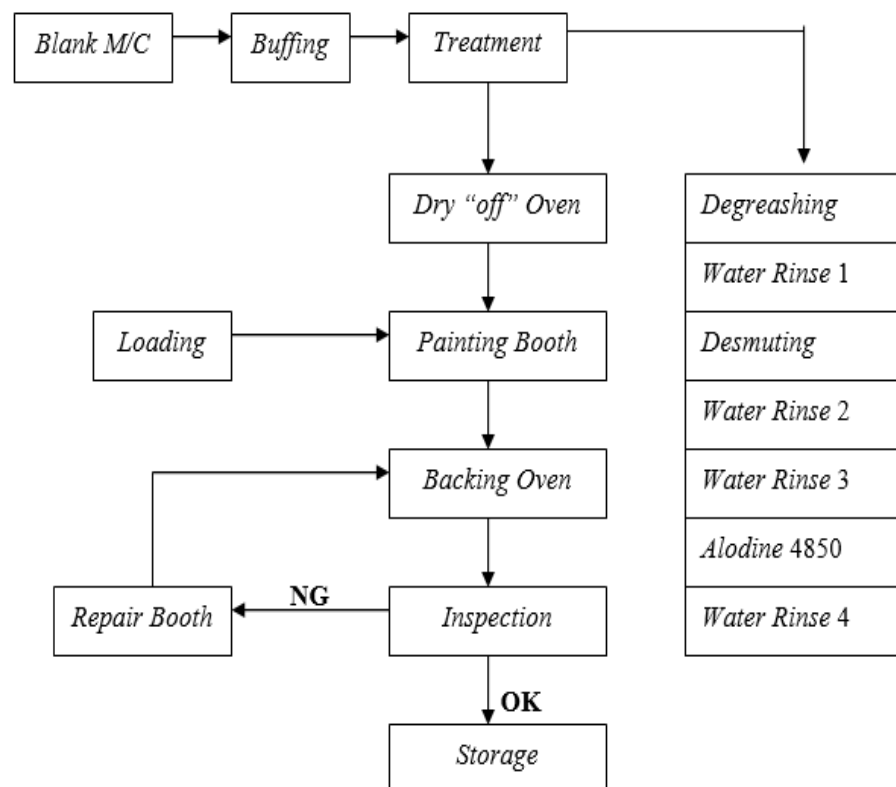 Blank M/C
Buffing
Treatment
Dry “off” Oven
Degreashing
Water Rinse 1
Loading
Painting Booth
Desmuting
Water Rinse 2
Backing Oven
Water Rinse 3
Alodine 4850
Repair Booth
NG
Inspection
Water Rinse 4
OK
Storage